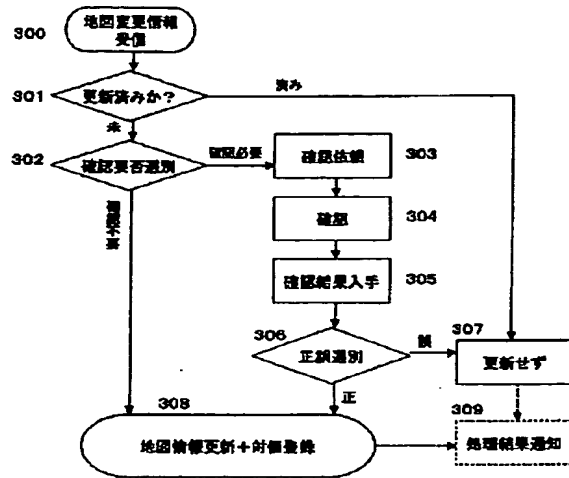 300
地図変更情報
受信
301
更新済みか？
済み
未
302
確認要否選別
確認必要
確認依頼
303
確認不要
確認
304
確認結果入手
305
306
正誤選別
誤
307
更新せず
正
308
地図情報更新＋対価登録
309
処理結果通知